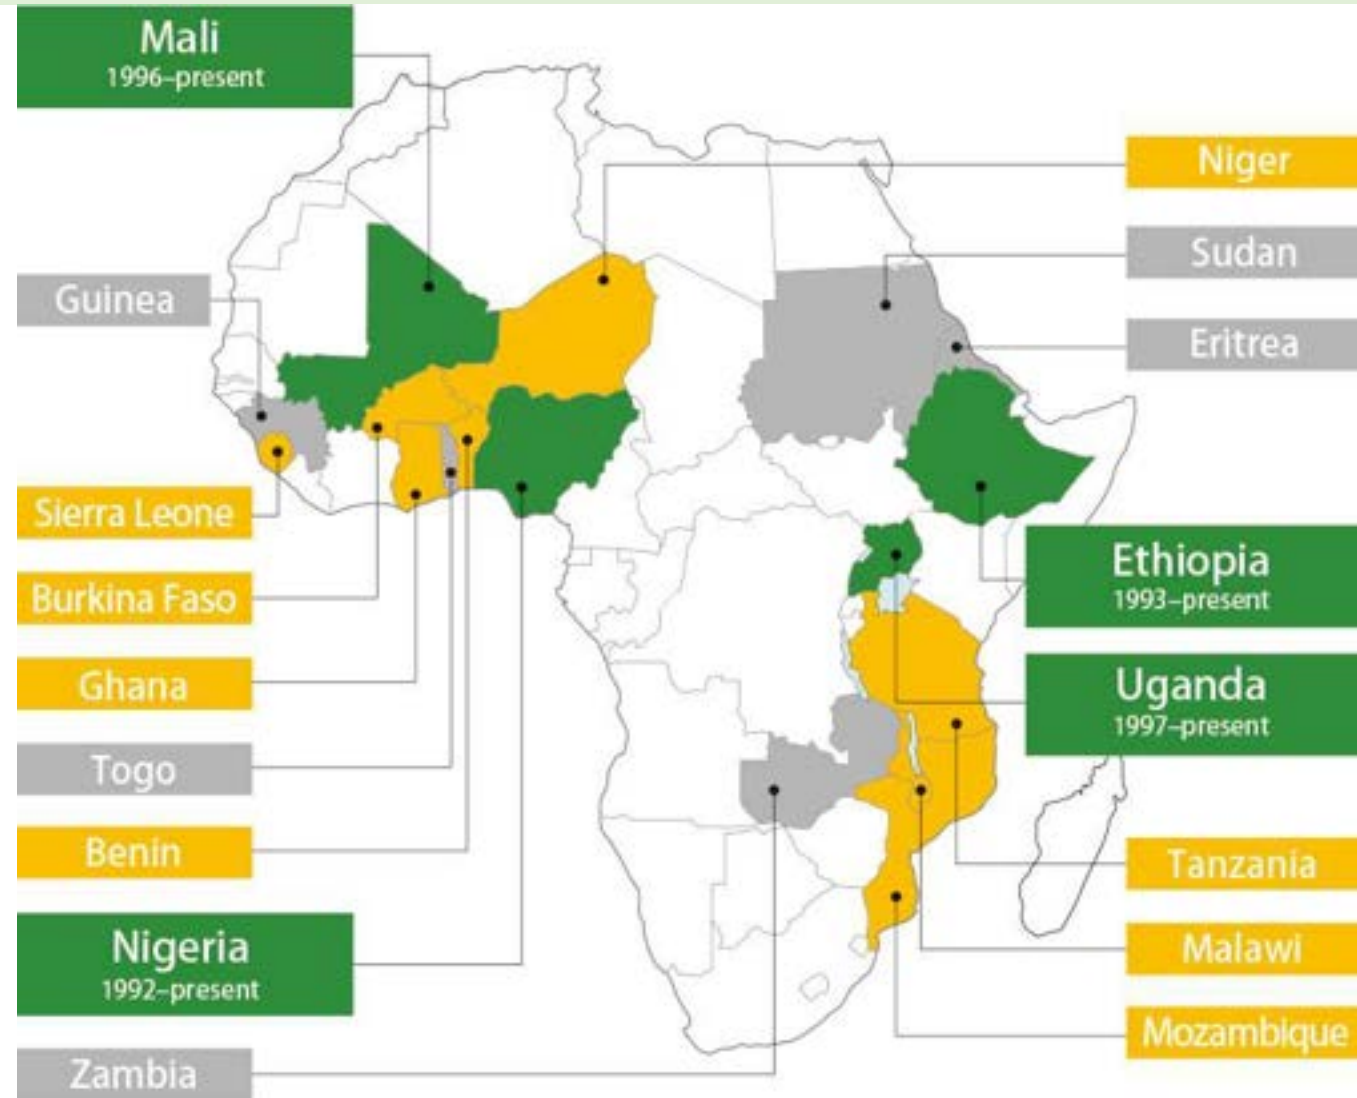 Mali
1996–present
Niger
Sudan
Guinea
Eritrea
Sierra Leone
Burkina Faso
Ethiopia
1993–present
Ghana
Uganda
1997–present
Togo
Benin
Tanzania
Nigeria
1992–present
Malawi
Mozambique
Zambia